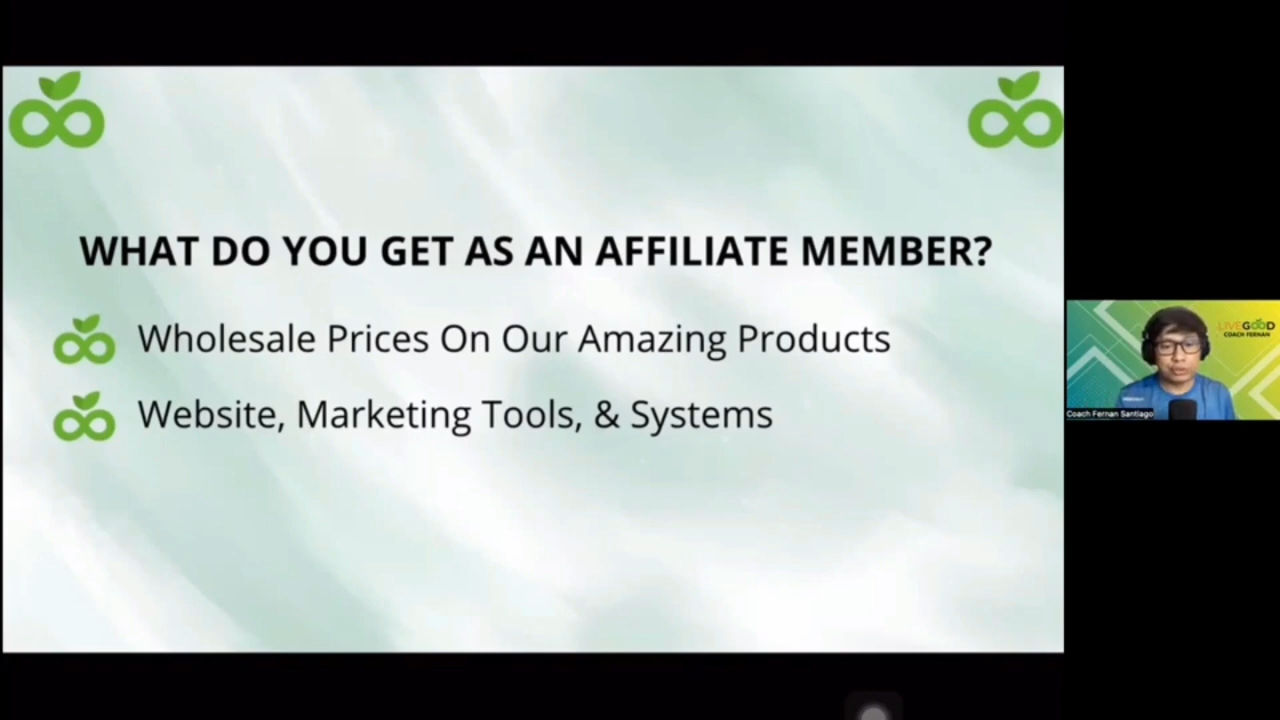 WHAT DO YOU GET AS AN AFFILIATE MEMBER?
Wholesale Prices On Our Amazing Products
Website, Marketing Tools, & Systems
LIVEGOOD
COACH FERNAN
Coach Fernan Santiago